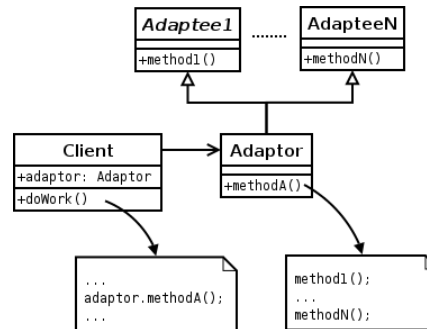 Adaptee1
........
AdapteeN
+method1()
+methodN()
Client
Adaptor
+adaptor: Adaptor
+doWork()
+methodA()
...
adaptor.methodA();
...
method1();
...
methodN();